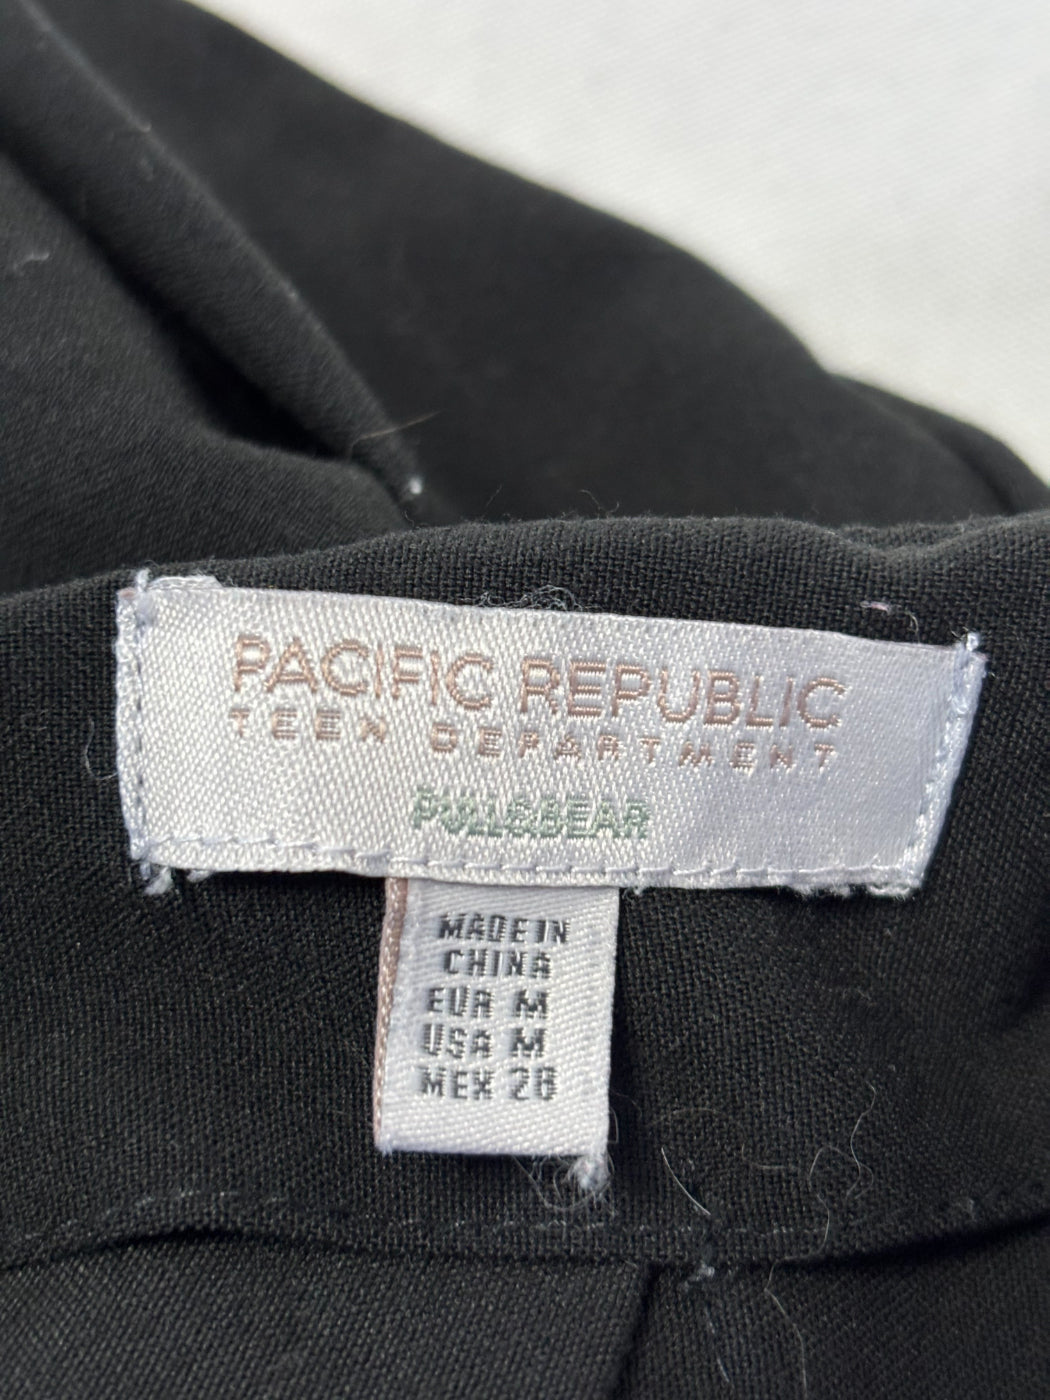 PACIFIC REPUBLIC
TEEN DEPARTMENT
PULL&BEAR
MADE IN
CHINA
EUR M
USA M
MEX 28